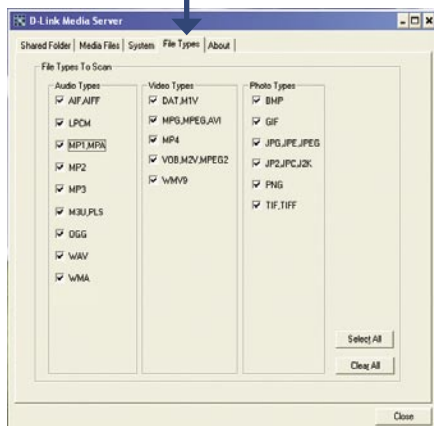 D-Link Media Server
Shared Folder Media Files System File Types About
File Types To Scan
Audio Types
AIF,AIFF
LPCM
MP1,MPA
MP2
MP3
M3U,PLS
OGG
WAV
WMA
Video Types
DAT,M1V
MPG,MPEG,AVI
MP4
VOB,M2V,MPEG2
WMV9
Photo Types
BMP
GIF
JPG,JPE,JPEG
JP2,JPC,J2K
PNG
TIF,TIFF
Select All
Clear All
Close